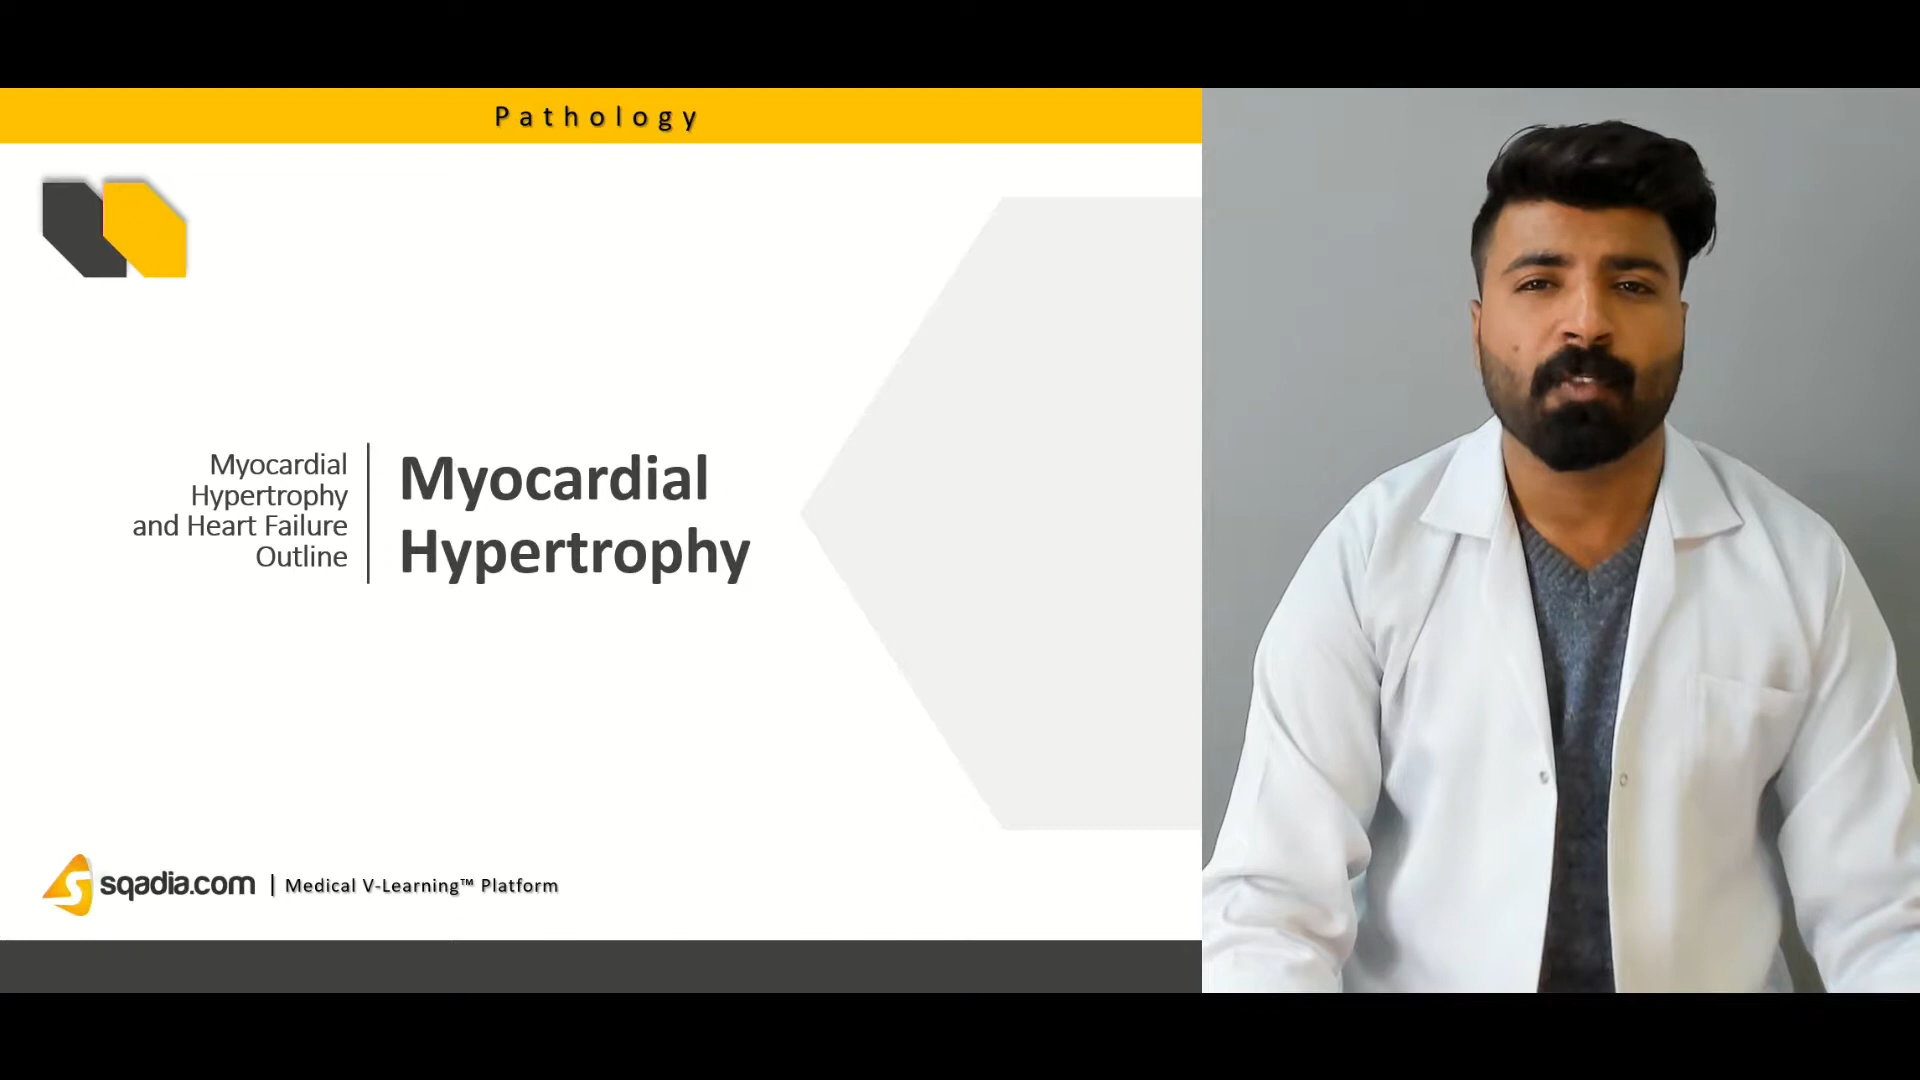 Pathology
Myocardial
Hypertrophy
and Heart Failure
Outline
Myocardial
Hypertrophy
sqadia.com | Medical V-Learning™ Platform